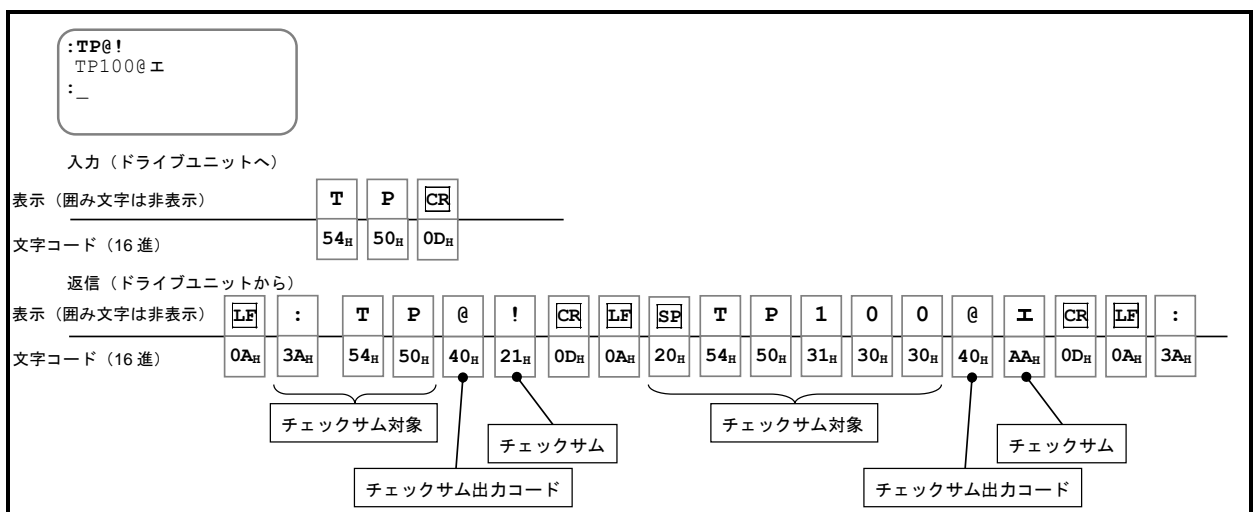 :TP@!
TP100@エ
:_
入力（ドライブユニットへ）
表示（囲み文字は非表示） T P CR
文字コード（16進） 54H 50H 0DH
返信（ドライブユニットから）
表示（囲み文字は非表示） LF : T P @ ! CR LF SP T P 1 0 0 @ エ CR LF :
文字コード（16進） 0AH 3AH 54H 50H 40H 21H 0DH 0AH 20H 54H 50H 31H 30H 30H 40H AAH 0DH 0AH 3AH
チェックサム対象 チェックサム チェックサム対象 チェックサム
チェックサム出力コード チェックサム出力コード